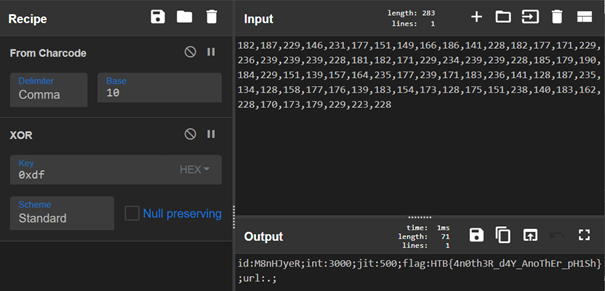 Recipe
From Charcode
Delimiter
Comma
Base
10
XOR
Key
0xdf
HEX
Scheme
Standard
Null preserving
Input
length: 283
lines: 1
182,187,229,146,231,177,151,149,166,186,141,228,182,177,171,229,
236,239,239,239,228,181,182,171,229,234,239,239,228,185,179,190,
184,229,151,139,157,164,235,177,239,171,183,236,141,128,187,235,
134,128,158,177,176,139,183,154,173,128,175,151,238,140,183,162,
228,170,173,179,229,223,228
Output
time: 1ms
length: 71
lines: 1
id:M8nHJyeR;int:3000;jit:500;flag:HTB{4n0th3R_d4Y_AnoThEr_pH1Sh}
;url:.;